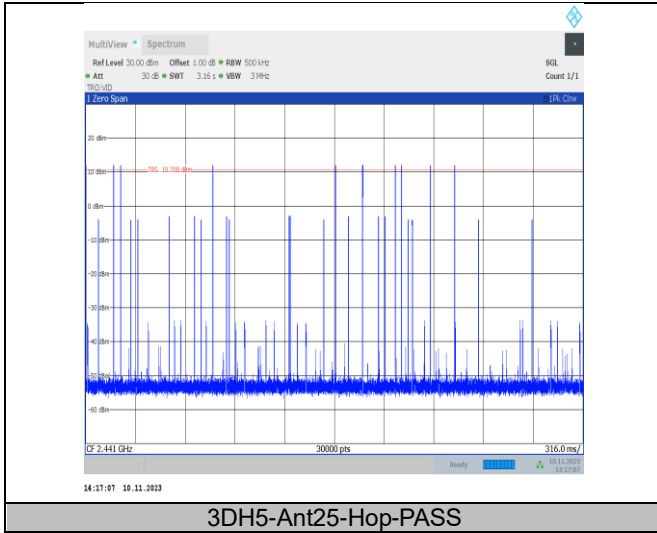 MultiView Spectrum
Ref Level 30.00 dBm Offset 1.00 dB RBW 500 kHz SGL
Att 30 dB SWT 3.16 s VBW 3 MHz Count 1/1
TRG:VID
1 Zero Span 1Pk Clrw
20 dBm
10 dBm TRG 10.700 dBm
0 dBm
-10 dBm
-20 dBm
-30 dBm
-40 dBm
-50 dBm
-60 dBm
CF 2.441 GHz 30000 pts 316.0 ms/
Ready 10.11.2023
14:17:07
14:17:07 10.11.2023
3DH5-Ant25-Hop-PASS